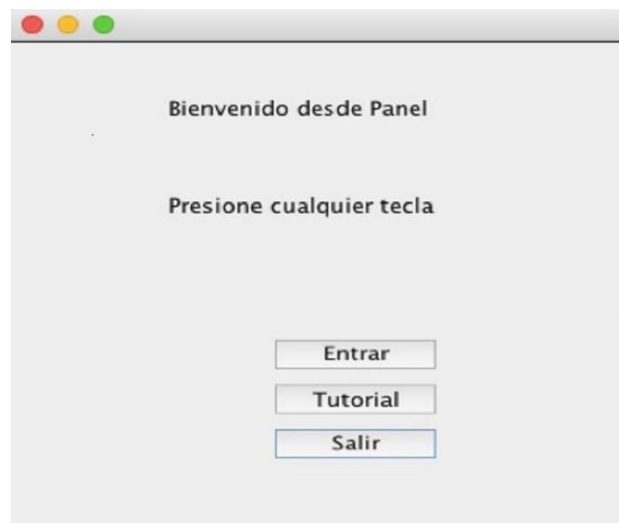 Bienvenido desde Panel
Presione cualquier tecla
Entrar
Tutorial
Salir